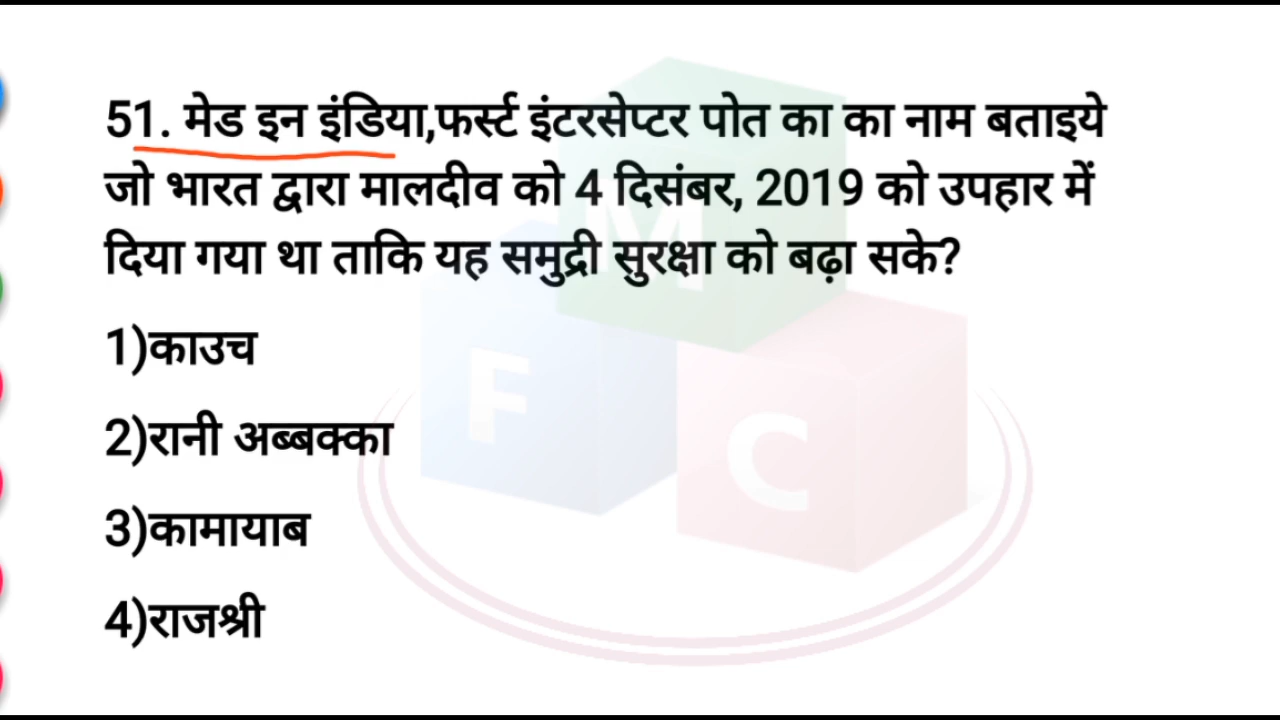 51. मेड इन इंडिया,फर्स्ट इंटरसेप्टर पोत का का नाम बताइये
जो भारत द्वारा मालदीव को 4 दिसंबर, 2019 को उपहार में
दिया गया था ताकि यह समुद्री सुरक्षा को बढ़ा सके?
1)काउच
2)रानी अब्बक्का
3)कामायाब
4)राजश्री
M
F
C